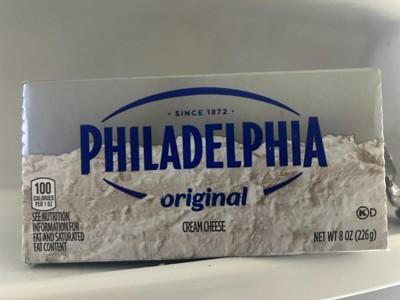 • SINCE 1872 •
PHILADELPHIA
original
CREAM CHEESE
100
CALORIES
PER 1 OZ
SEE NUTRITION
INFORMATION FOR
FAT AND SATURATED
FAT CONTENT
K D
NET WT 8 OZ (226g)